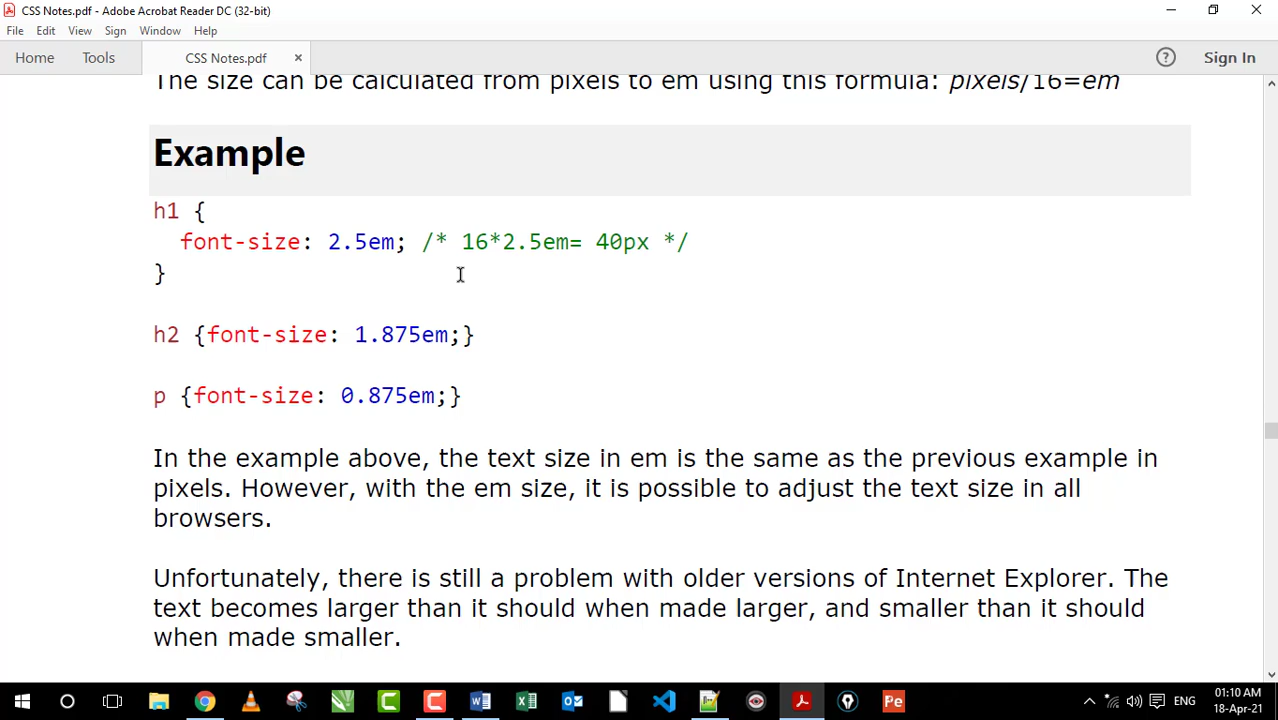 CSS Notes.pdf - Adobe Acrobat Reader DC (32-bit)
File Edit View Sign Window Help
Home Tools CSS Notes.pdf × ? Sign In
The size can be calculated from pixels to em using this formula: pixels/16=em
Example
h1 {
font-size: 2.5em; /* 16*2.5em= 40px */
}
h2 {font-size: 1.875em;}
p {font-size: 0.875em;}
In the example above, the text size in em is the same as the previous example in
pixels. However, with the em size, it is possible to adjust the text size in all
browsers.
Unfortunately, there is still a problem with older versions of Internet Explorer. The
text becomes larger than it should when made larger, and smaller than it should
when made smaller.
Pe
ENG
01:10 AM
18-Apr-21